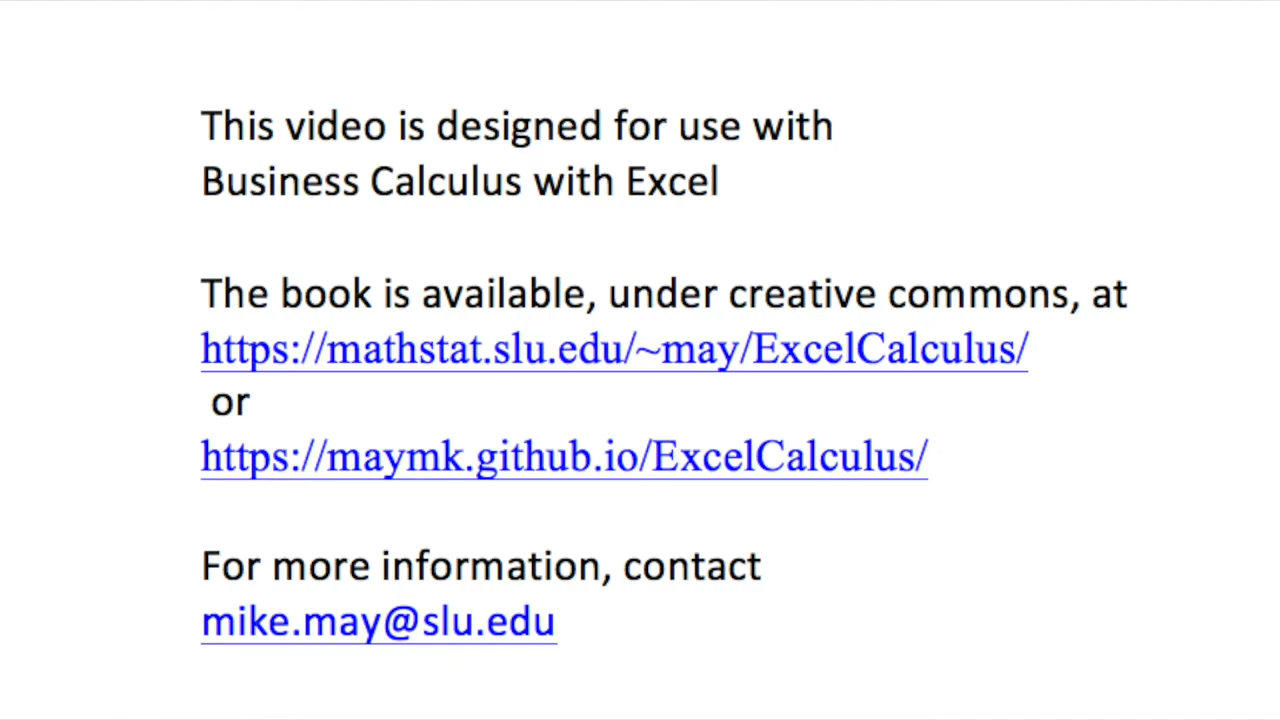 This video is designed for use with
Business Calculus with Excel
The book is available, under creative commons, at
https://mathstat.slu.edu/~may/ExcelCalculus/
or
https://maymk.github.io/ExcelCalculus/
For more information, contact
mike.may@slu.edu